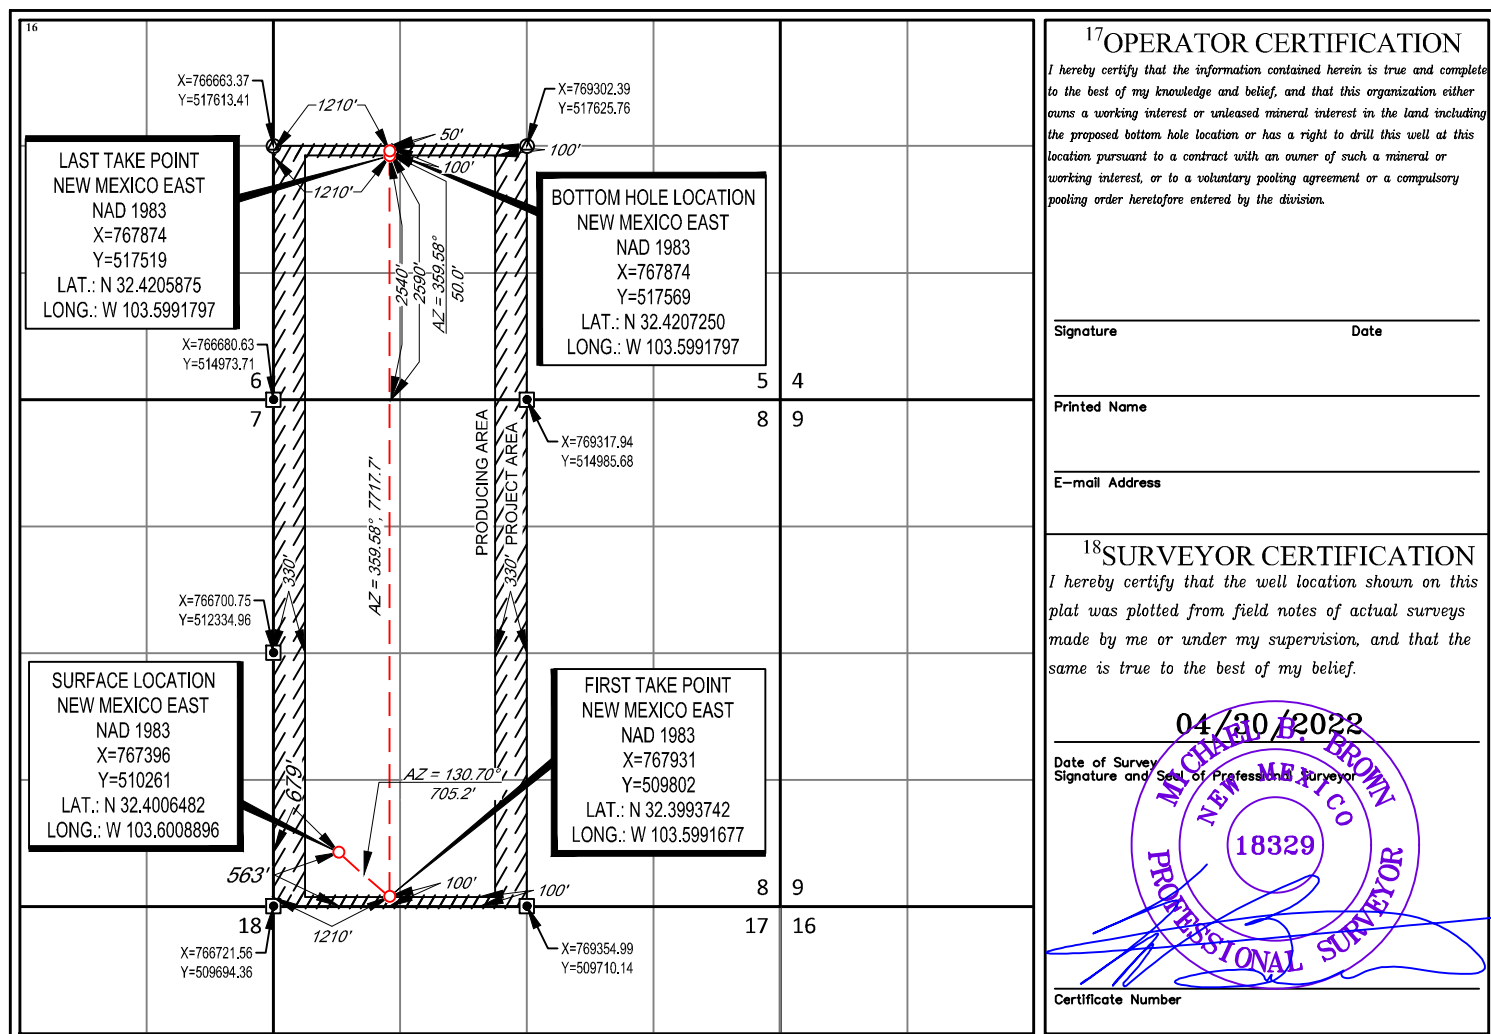 16
X=766663.37
Y=517613.41
X=769302.39
Y=517625.76
1210'
50'
100'
100'
1210'
LAST TAKE POINT
NEW MEXICO EAST
NAD 1983
X=767874
Y=517519
LAT.: N 32.4205875
LONG.: W 103.5991797
BOTTOM HOLE LOCATION
NEW MEXICO EAST
NAD 1983
X=767874
Y=517569
LAT.: N 32.4207250
LONG.: W 103.5991797
2540'
2590'
AZ = 359.58°
50.0'
X=766680.63
Y=514973.71
6
5
4
7
8
9
X=769317.94
Y=514985.68
PRODUCING AREA
PROJECT AREA
AZ = 359.58°, 7717.7'
330'
330'
X=766700.75
Y=512334.96
SURFACE LOCATION
NEW MEXICO EAST
NAD 1983
X=767396
Y=510261
LAT.: N 32.4006482
LONG.: W 103.6008896
FIRST TAKE POINT
NEW MEXICO EAST
NAD 1983
X=767931
Y=509802
LAT.: N 32.3993742
LONG.: W 103.5991677
679'
AZ = 130.70°
705.2'
563'
100'
100'
8
9
18
1210'
17
16
X=766721.56
Y=509694.36
X=769354.99
Y=509710.14
17OPERATOR CERTIFICATION
I hereby certify that the information contained herein is true and complete
to the best of my knowledge and belief, and that this organization either
owns a working interest or unleased mineral interest in the land including
the proposed bottom hole location or has a right to drill this well at this
location pursuant to a contract with an owner of such a mineral or
working interest, or to a voluntary pooling agreement or a compulsory
pooling order heretofore entered by the division.
Signature Date
Printed Name
E-mail Address
18SURVEYOR CERTIFICATION
I hereby certify that the well location shown on this
plat was plotted from field notes of actual surveys
made by me or under my supervision, and that the
same is true to the best of my belief.
04/30/2022
Date of Survey
Signature and Seal of Professional Surveyor
MICHAEL B. BROWN
NEW MEXICO
18329
PROFESSIONAL SURVEYOR
Certificate Number